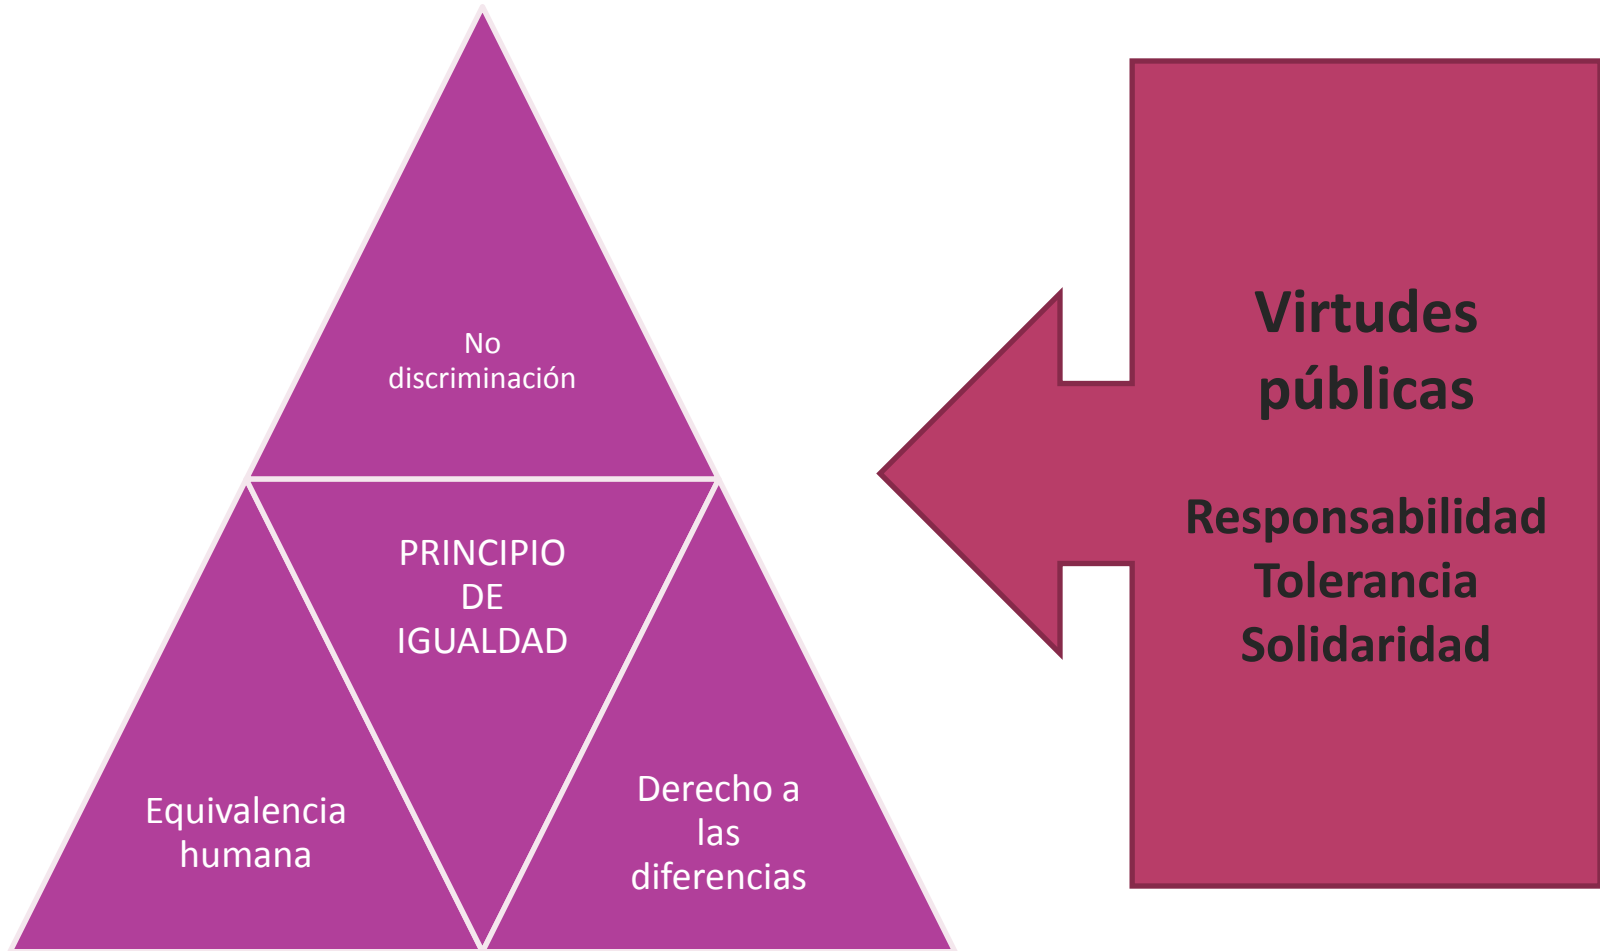 No
discriminación
PRINCIPIO
DE
IGUALDAD
Equivalencia
humana
Derecho a
las
diferencias
Virtudes
públicas
Responsabilidad
Tolerancia
Solidaridad